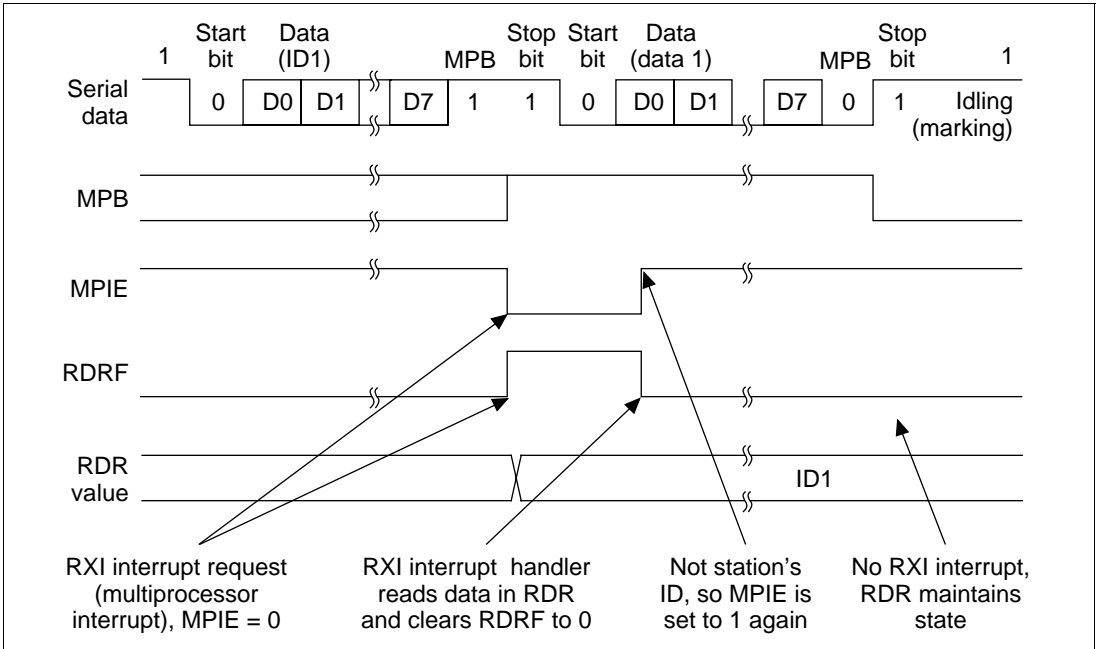 Start Data Stop Start Data Stop
1 bit (ID1) MPB bit bit (data 1) MPB bit 1
Serial data 0 D0 D1 D7 1 1 0 D0 D1 D7 0 1 Idling (marking)
MPB
MPIE
RDRF
RDR
value
ID1
RXI interrupt request
(multiprocessor
interrupt), MPIE = 0
RXI interrupt handler
reads data in RDR
and clears RDRF to 0
Not station's
ID, so MPIE is
set to 1 again
No RXI interrupt,
RDR maintains
state